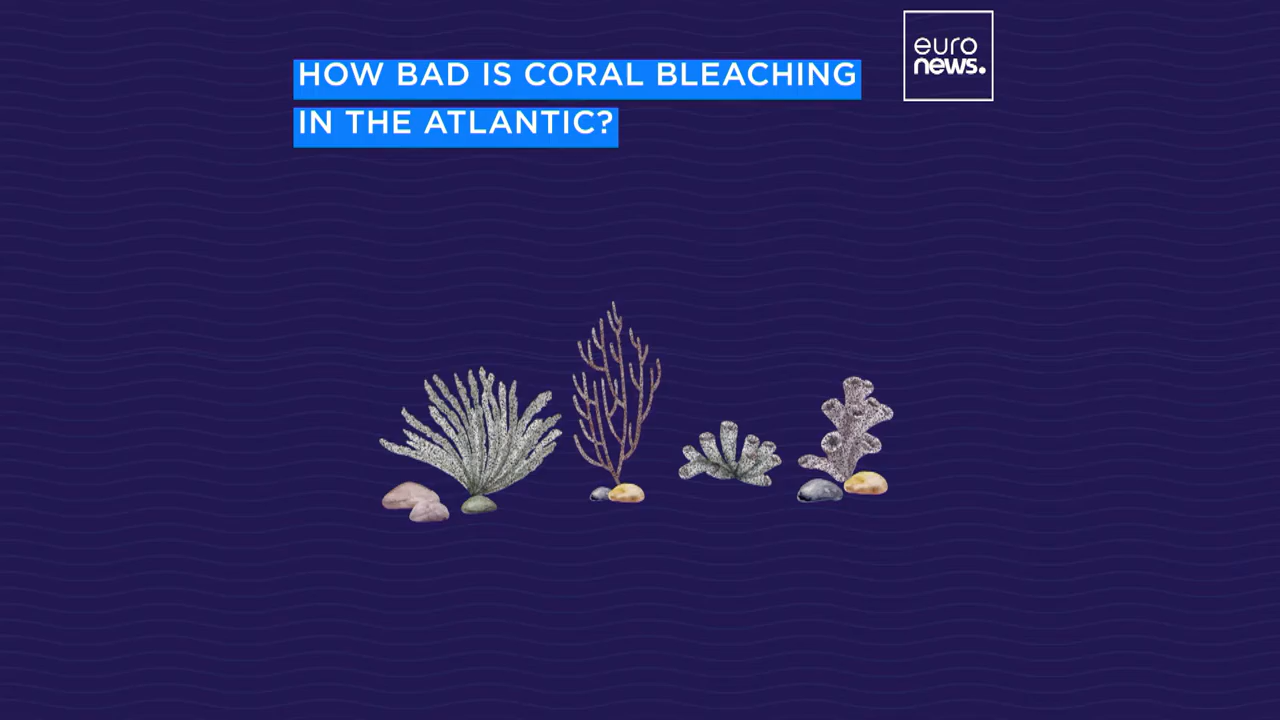 HOW BAD IS CORAL BLEACHING
IN THE ATLANTIC?
euro
news.